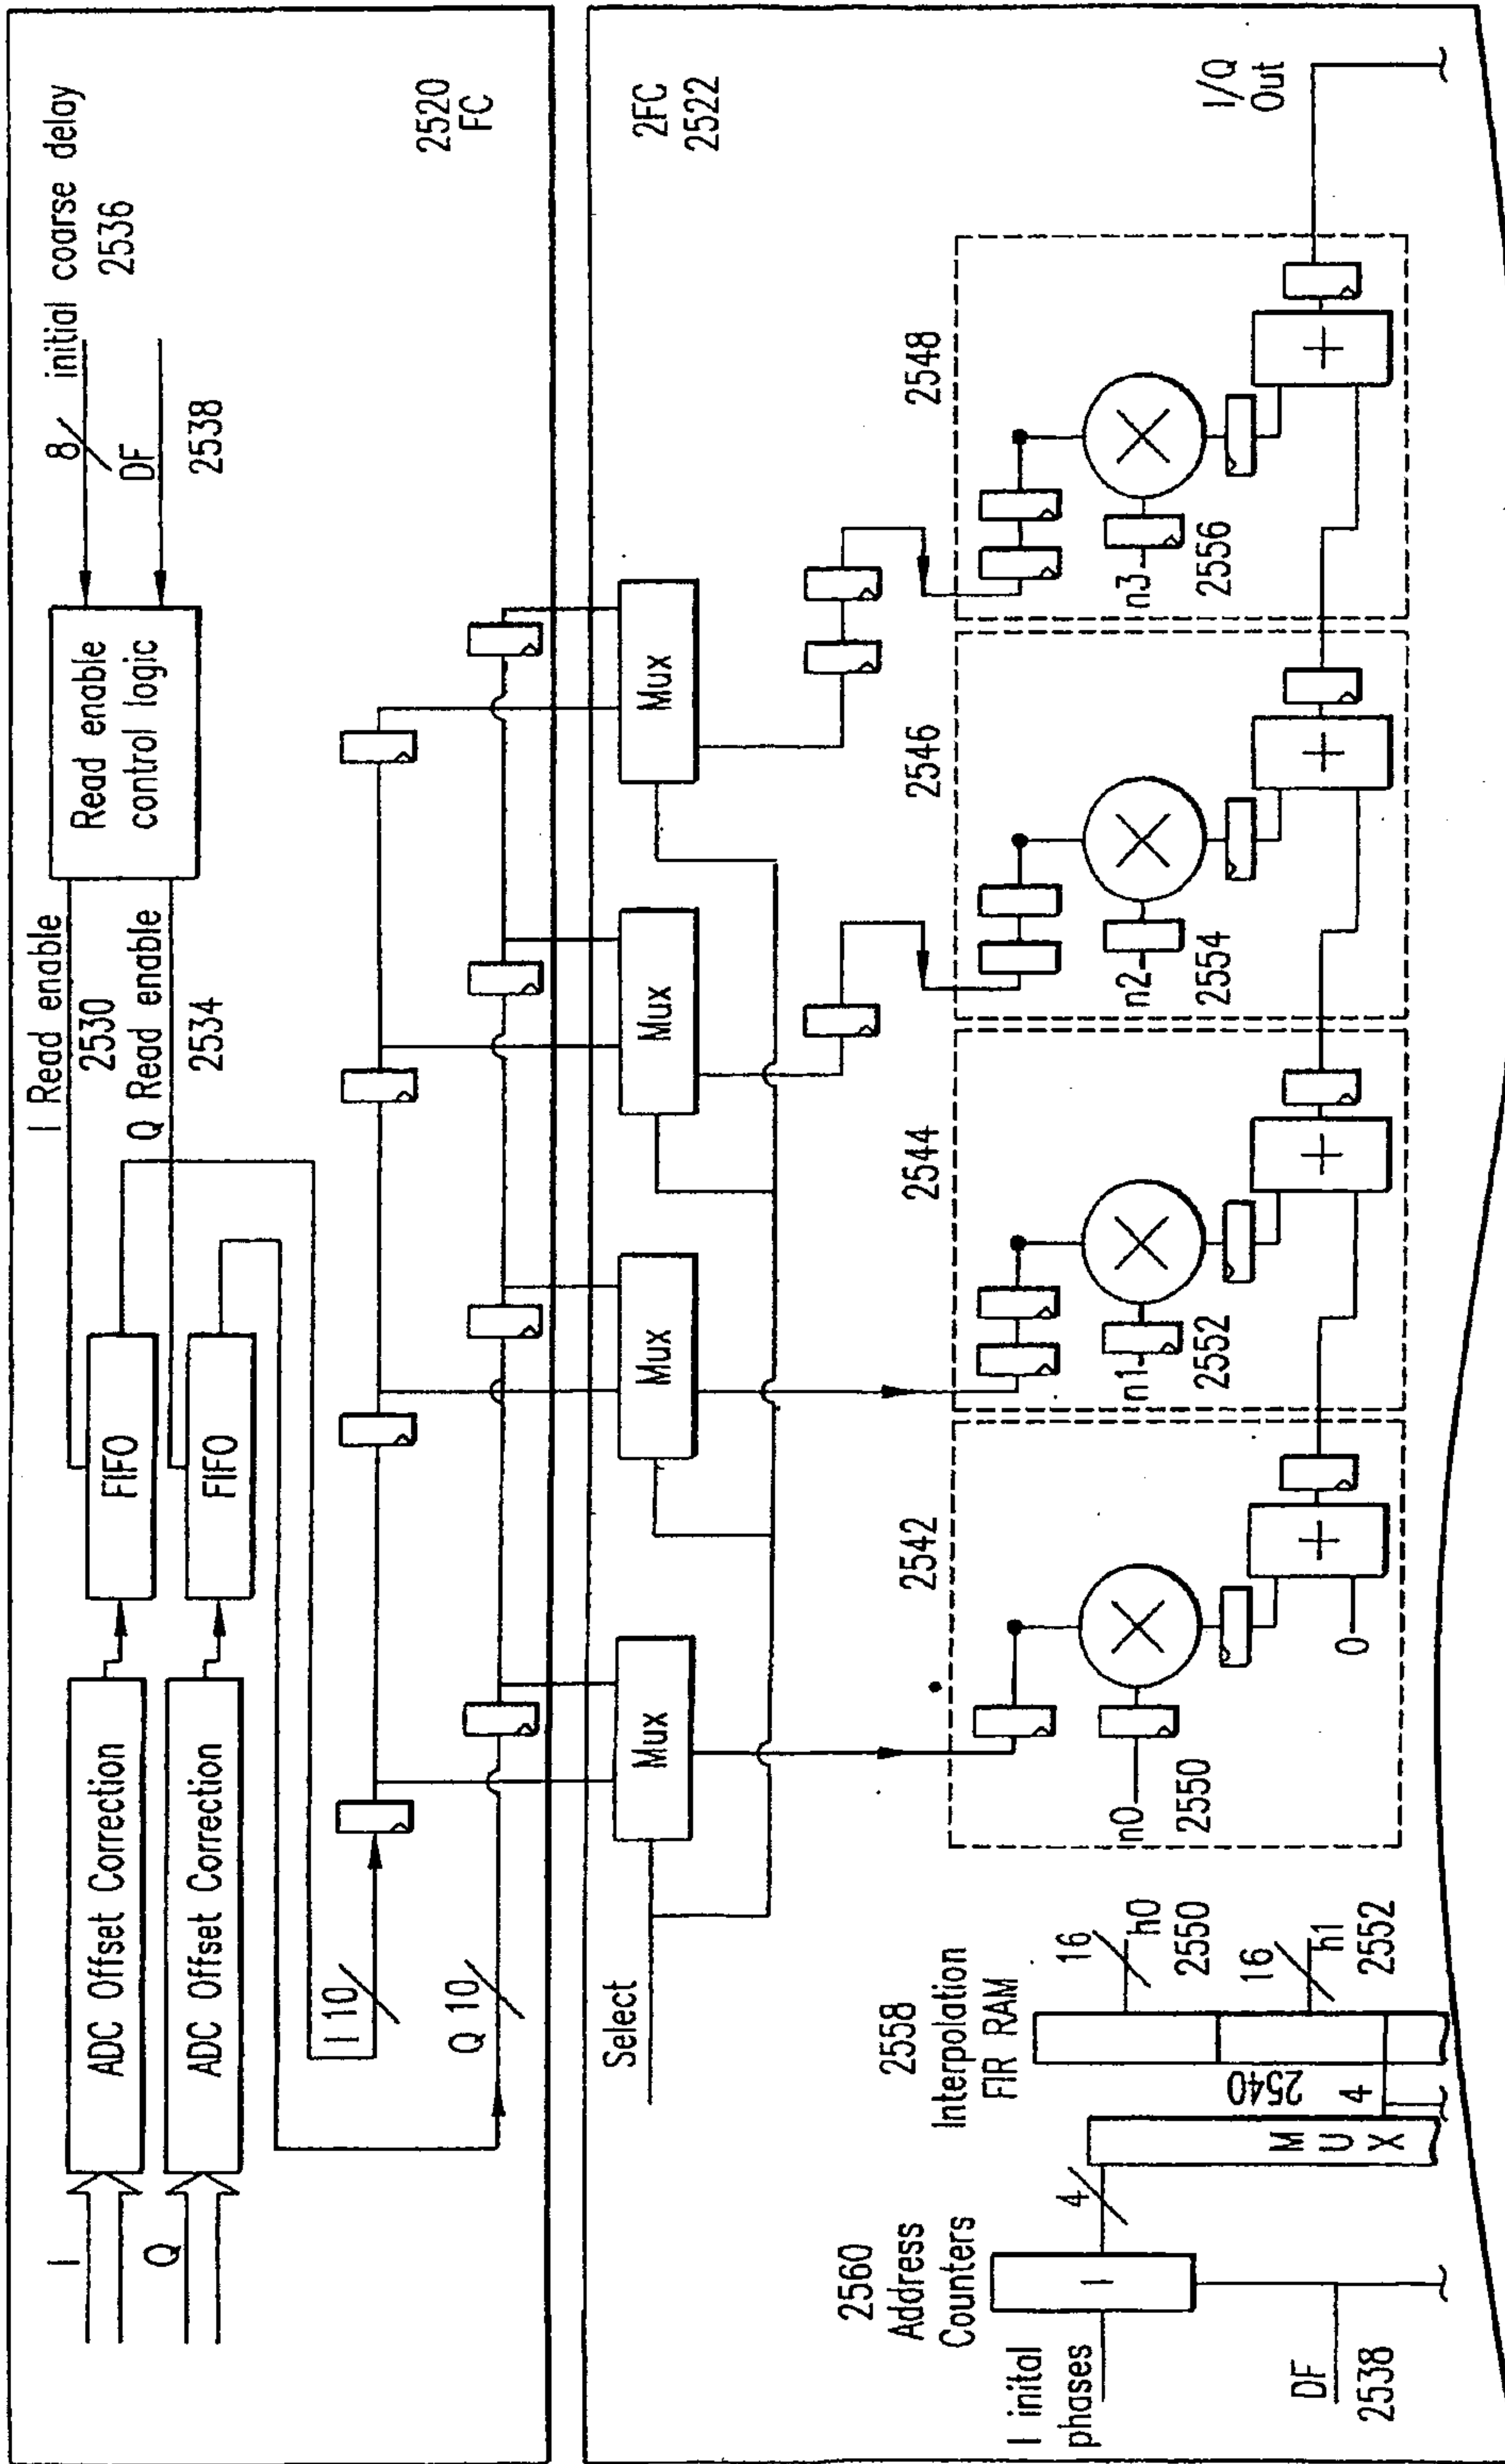 I
Q
ADC Offset Correction
ADC Offset Correction
FIFO
FIFO
I Read enable
2530
Q Read enable
2534
Read enable
control logic
8
initial coarse delay
2536
DF
2538
I 10
Q 10
2520
FC
2FC
2522
Select
Mux
Mux
Mux
Mux
2542
2544
2546
2548
n0
2550
n1
2552
n2
2554
n3
2556
0
+
+
+
+
I/Q
Out
2560
Address
Counters
I inital
phases
I
DF
2538
4
MUX
2540
4
2558
Interpolation
FIR RAM
16
h0
2550
16
h1
2552